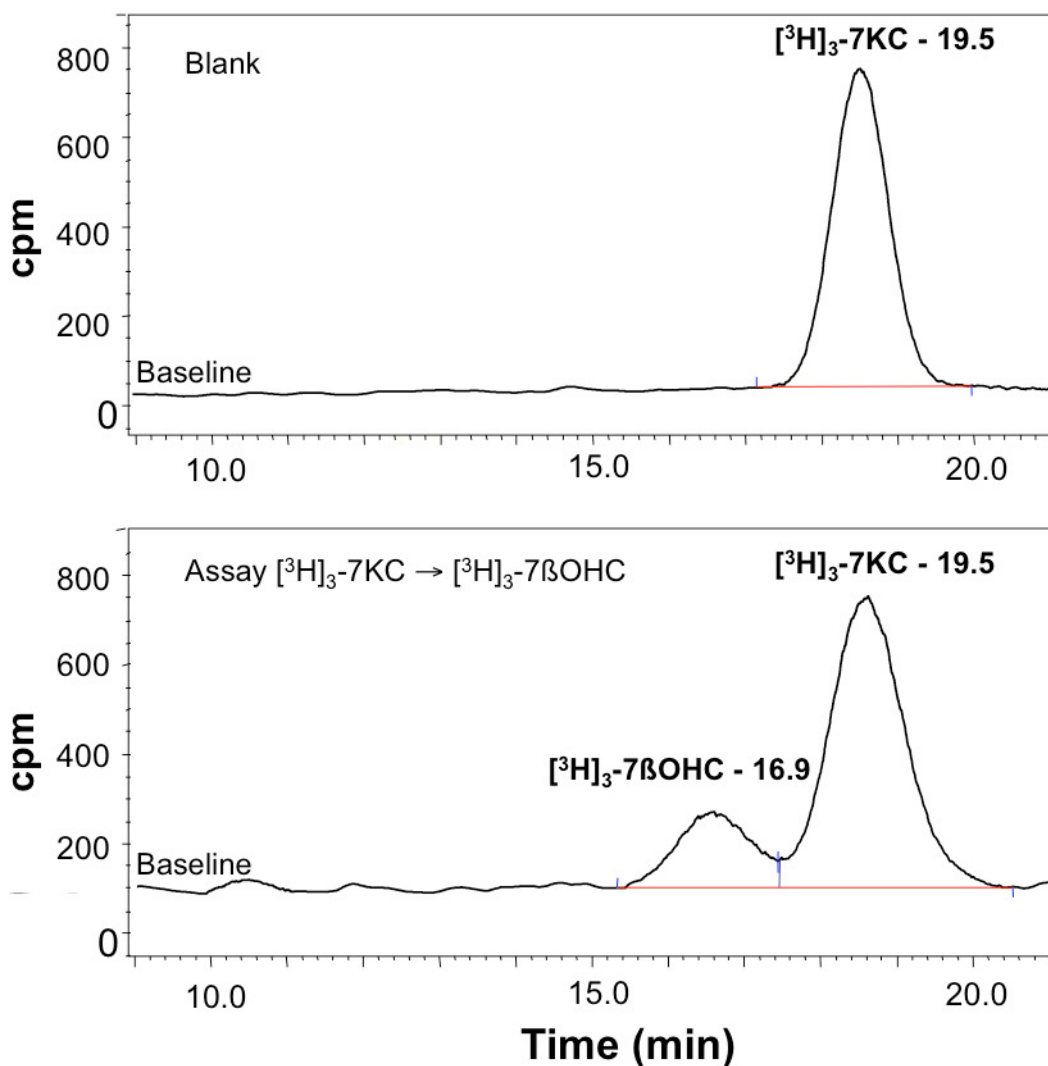 [³H]₃-7KC - 19.5
Blank
800
600
400
200
0
cpm
Baseline
10.0 15.0 20.0
[³H]₃-7KC - 19.5
Assay [³H]₃-7KC → [³H]₃-7ßOHC
800
600
400
200
0
cpm
[³H]₃-7ßOHC - 16.9
Baseline
10.0 15.0 20.0
Time (min)